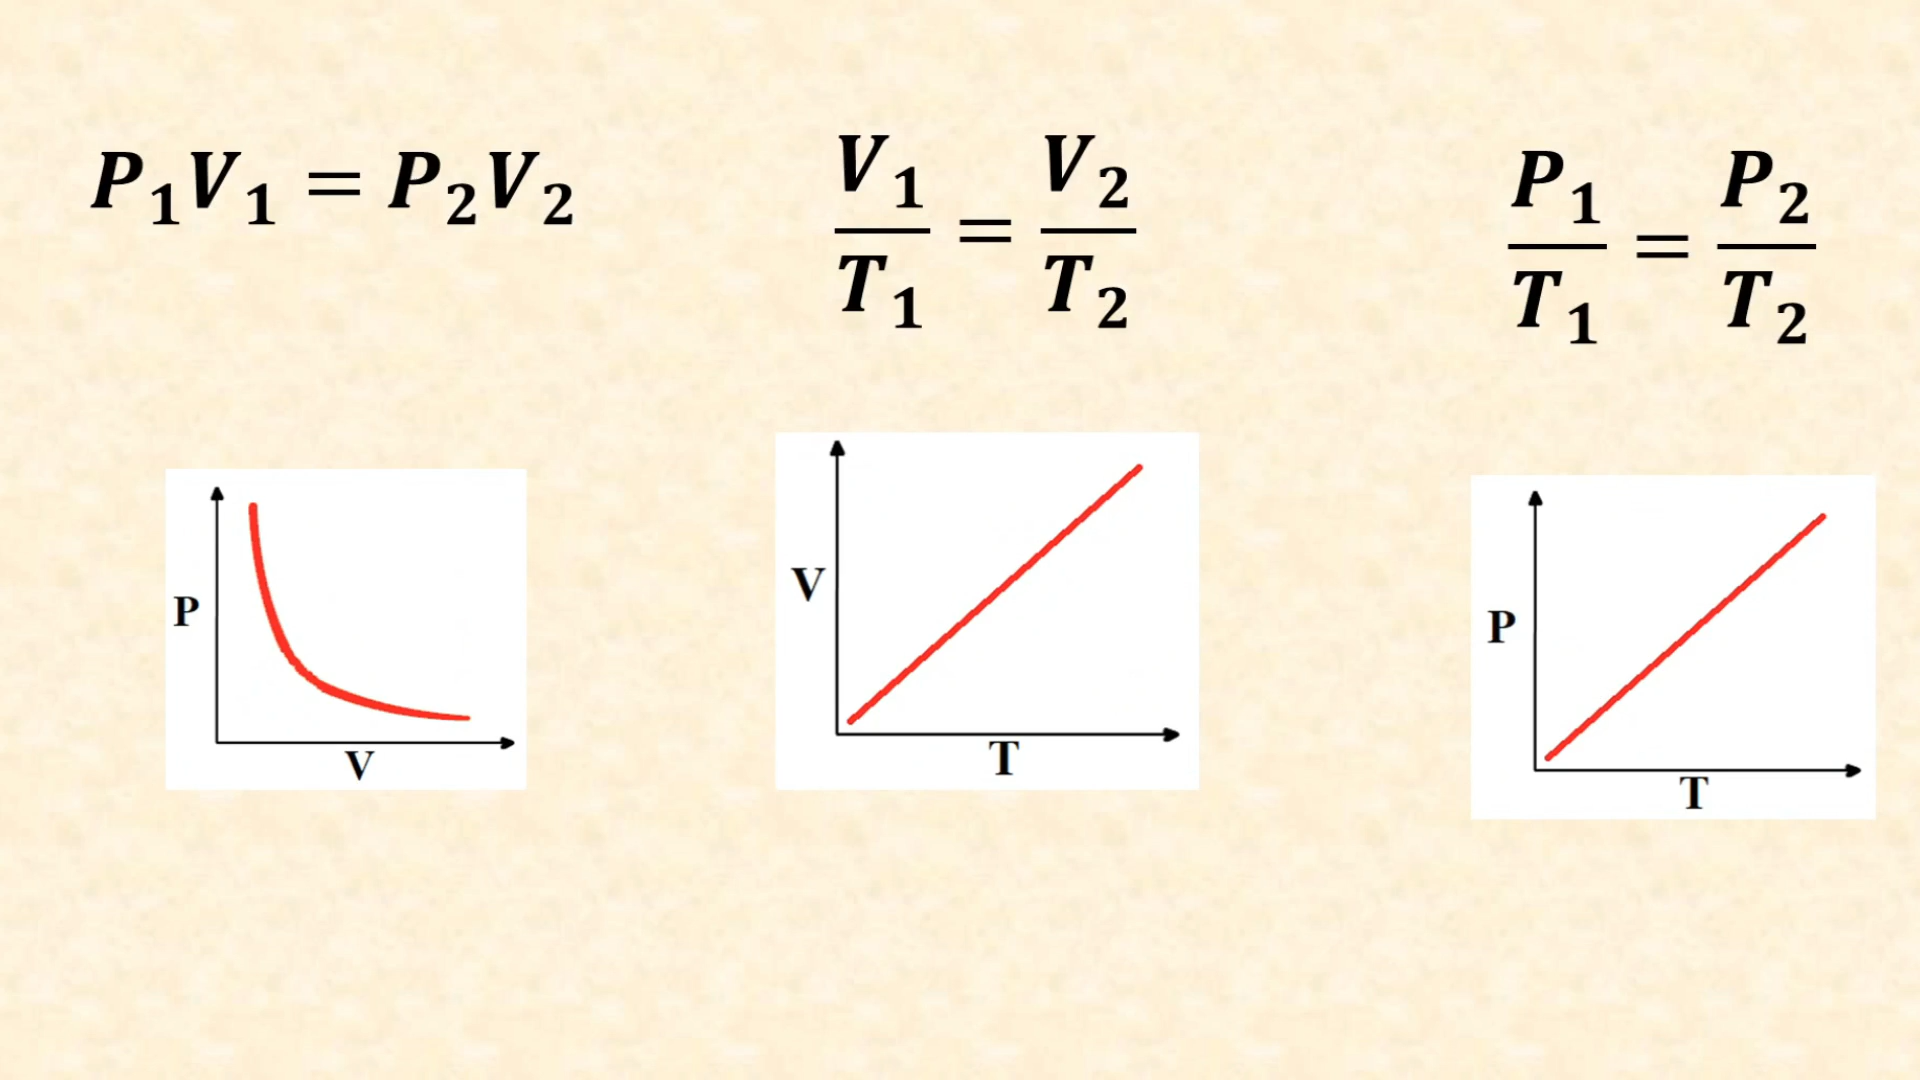 P₁V₁ = P₂V₂
V₁/T₁ = V₂/T₂
P₁/T₁ = P₂/T₂
P
V
V
T
P
T